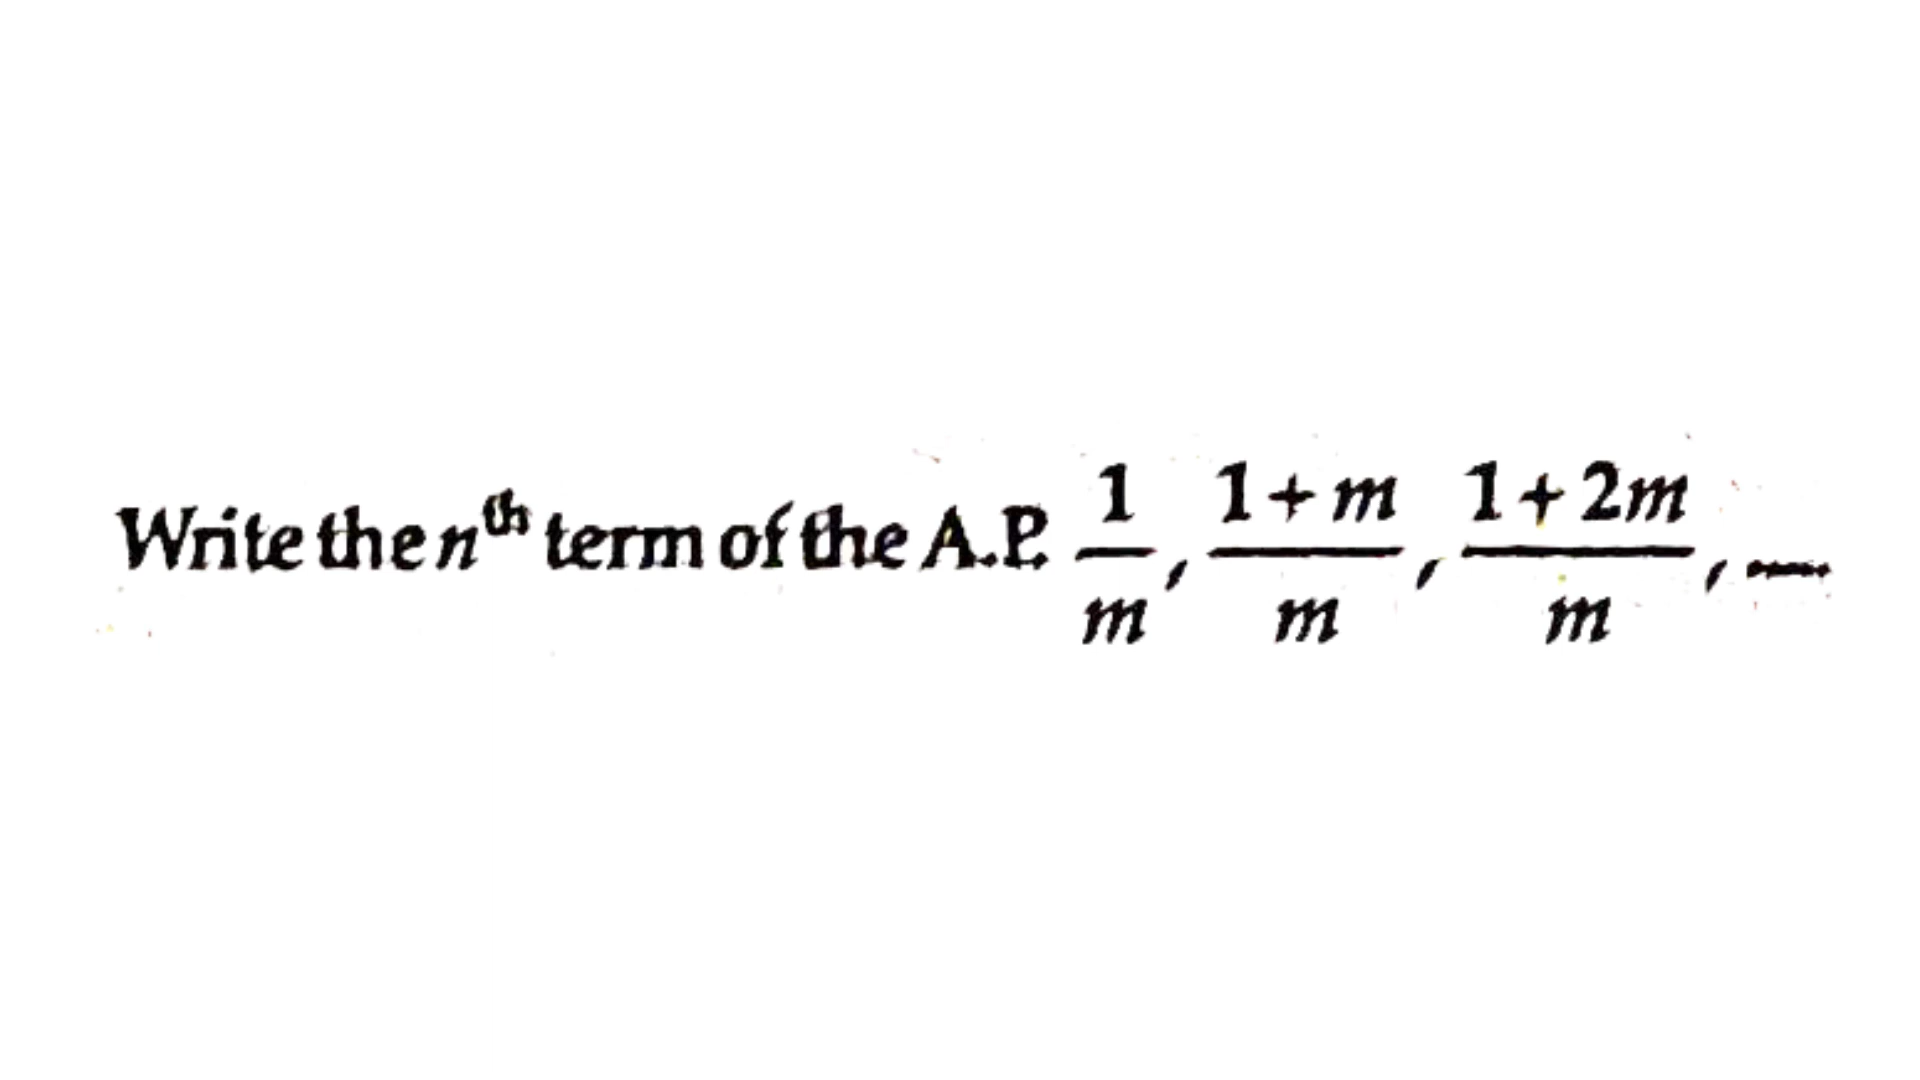 Write the nᵗʰ term of the A.P. 1/m, 1+m/m, 1+2m/m, ....